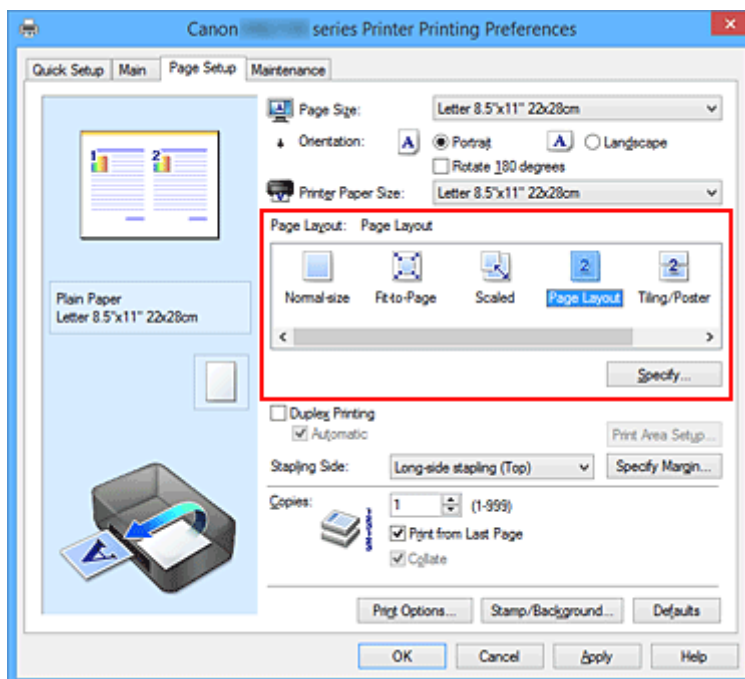 Canon series Printer Printing Preferences
Quick Setup Main Page Setup Maintenance
Page Size: Letter 8.5"x11" 22x28cm
Orientation: A Portrait A Landscape
Rotate 180 degrees
Printer Paper Size: Letter 8.5"x11" 22x28cm
1 2
Page Layout: Page Layout
2 2
Normal-size Fit-to-Page Scaled Page Layout Tiling/Poster
Plain Paper
Letter 8.5"x11" 22x28cm
Specify...
Duplex Printing
Automatic Print Area Setup...
Stapling Side: Long-side stapling (Top) Specify Margin...
Copies: 1 (1-999)
Print from Last Page
Collate
A
Print Options... Stamp/Background... Defaults
OK Cancel Apply Help